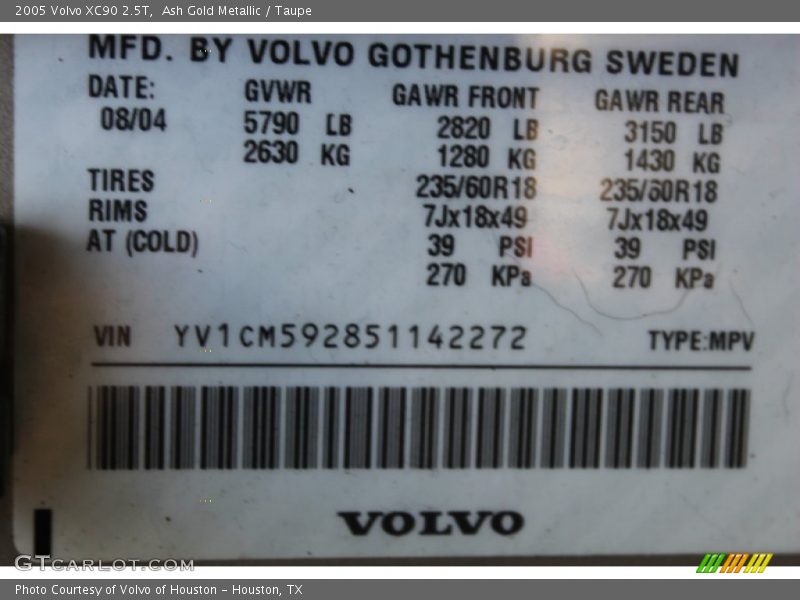 2005 Volvo XC90 2.5T, Ash Gold Metallic / Taupe
MFD. BY VOLVO GOTHENBURG SWEDEN
DATE: GVWR GAWR FRONT GAWR REAR
08/04 5790 LB 2820 LB 3150 LB
2630 KG 1280 KG 1430 KG
TIRES 235/60R18 235/60R18
RIMS 7Jx18x49 7Jx18x49
AT (COLD) 39 PSI 39 PSI
270 KPa 270 KPa
VIN YV1CM592851142272 TYPE:MPV
VOLVO
GTCARLOT.COM
Photo Courtesy of Volvo of Houston - Houston, TX